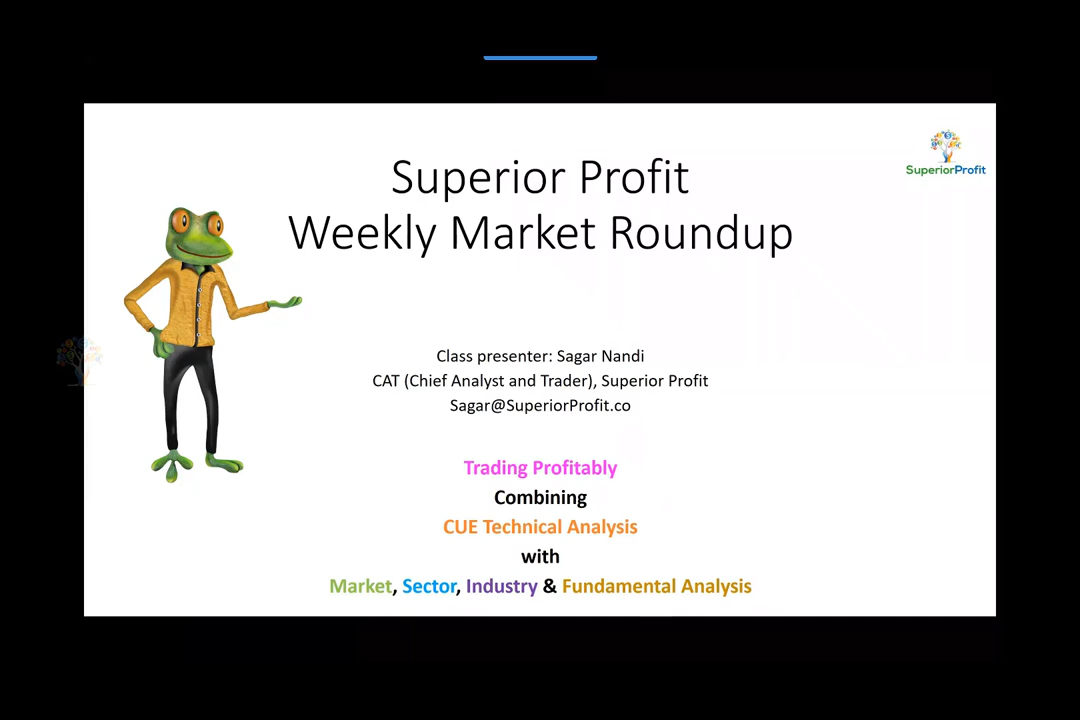 SuperiorProfit
Superior Profit
Weekly Market Roundup
Class presenter: Sagar Nandi
CAT (Chief Analyst and Trader), Superior Profit
Sagar@SuperiorProfit.co
Trading Profitably
Combining
CUE Technical Analysis
with
Market, Sector, Industry & Fundamental Analysis